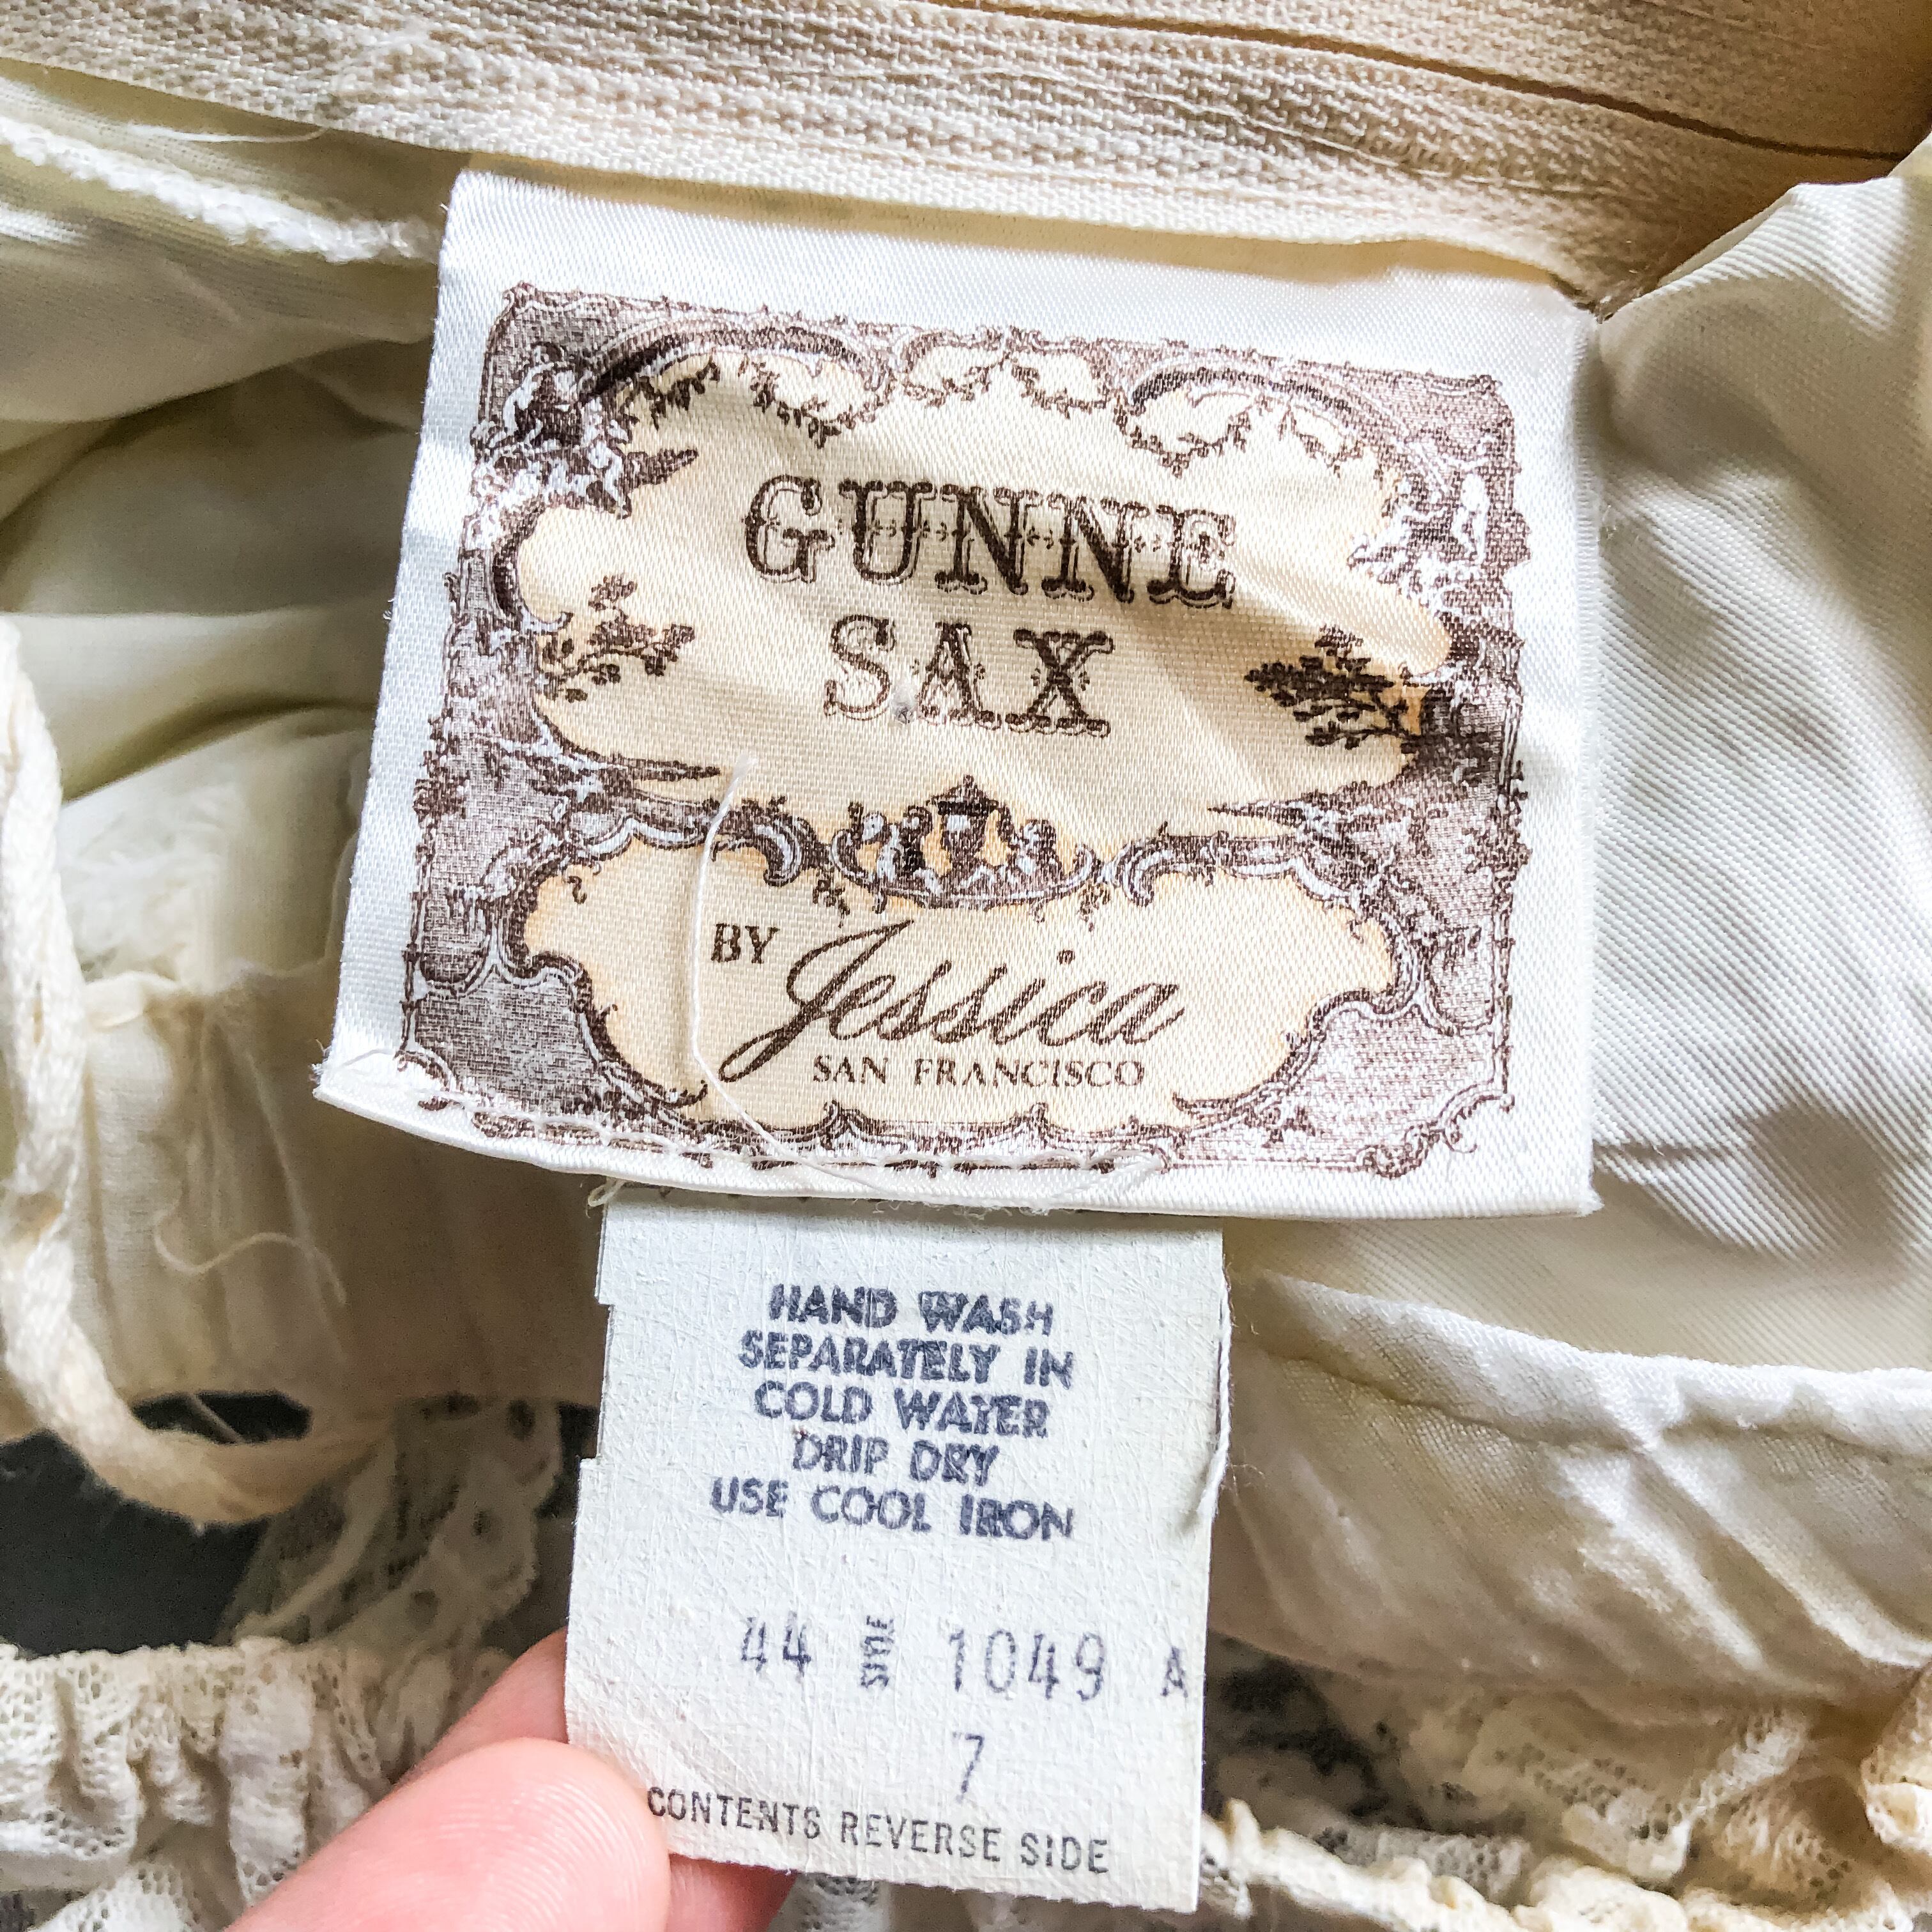 GUNNE
SAX
BY Jessica
SAN FRANCISCO
HAND WASH
SEPARATELY IN
COLD WATER
DRIP DRY
USE COOL IRON
44 STYLE 1049 A
7
CONTENTS REVERSE SIDE